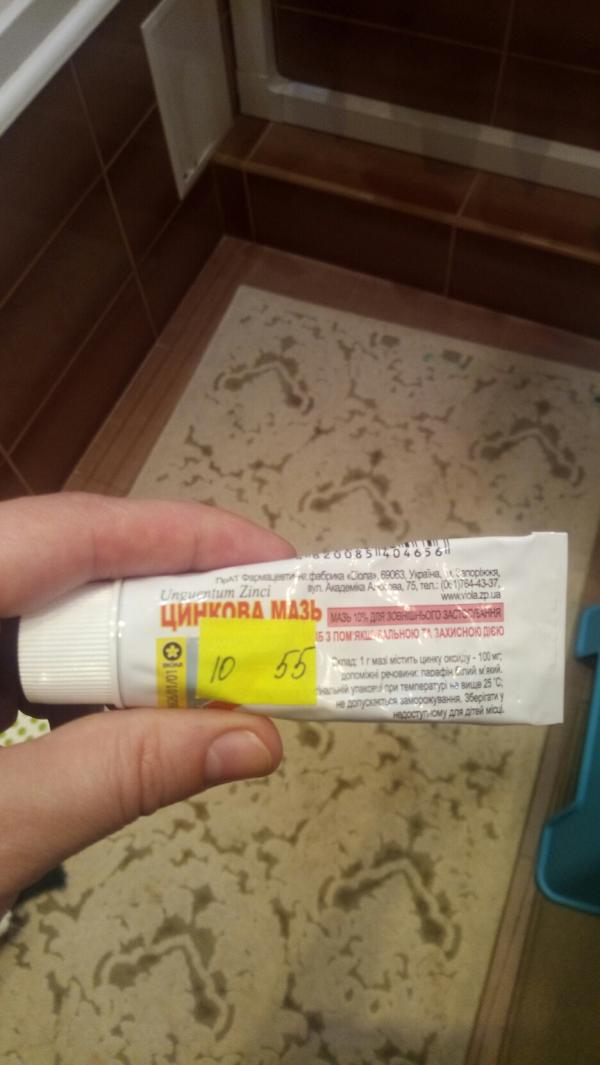 820085 404656
ПрАТ Фармацевтична фабрика «Віола», 69063, Україна, м. Запоріжжя,
вул. Академіка Амосова, 75, тел.: (061)764-43-37,
www.viola.zp.ua
Unguentum Zinci
ЦИНКОВА МАЗЬ
МАЗЬ 10% ДЛЯ ЗОВНІШНЬОГО ЗАСТОСУВАННЯ
З ПОМ'ЯКШУВАЛЬНОЮ ТА ЗАХИСНОЮ ДІЄЮ
Склад: 1 г мазі містить цинку оксиду - 100 мг;
допоміжні речовини: парафін білий м'який.
упаковці при температурі не вище 25 °С;
не допускається заморожування. Зберігати у
недоступному для дітей місці.
10 55